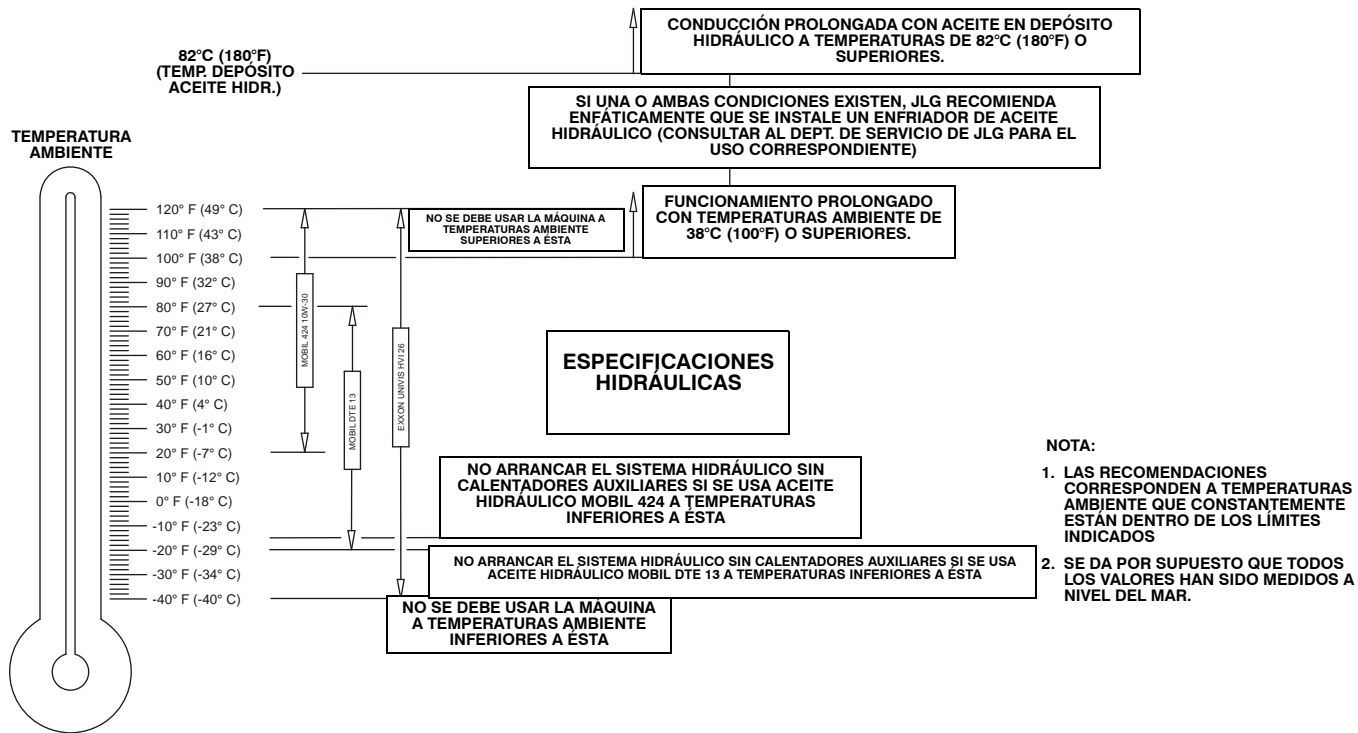 CONDUCCIÓN PROLONGADA CON ACEITE EN DEPÓSITO
HIDRÁULICO A TEMPERATURAS DE 82°C (180°F) O
SUPERIORES.
82°C (180°F)
(TEMP. DEPÓSITO
ACEITE HIDR.)
SI UNA O AMBAS CONDICIONES EXISTEN, JLG RECOMIENDA
ENFÁTICAMENTE QUE SE INSTALE UN ENFRIADOR DE ACEITE
HIDRÁULICO (CONSULTAR AL DEPT. DE SERVICIO DE JLG PARA EL
USO CORRESPONDIENTE)
TEMPERATURA
AMBIENTE
120° F (49° C)
110° F (43° C)
100° F (38° C)
90° F (32° C)
80° F (27° C)
70° F (21° C)
60° F (16° C)
50° F (10° C)
40° F (4° C)
30° F (-1° C)
20° F (-7° C)
10° F (-12° C)
0° F (-18° C)
-10° F (-23° C)
-20° F (-29° C)
-30° F (-34° C)
-40° F (-40° C)
MOBIL 424 10W-30
MOBIL DTE 13
EXXON UNIVIS HVI 26
NO SE DEBE USAR LA MÁQUINA A
TEMPERATURAS AMBIENTE
SUPERIORES A ÉSTA
FUNCIONAMIENTO PROLONGADO
CON TEMPERATURAS AMBIENTE DE
38°C (100°F) O SUPERIORES.
ESPECIFICACIONES
HIDRÁULICAS
NO ARRANCAR EL SISTEMA HIDRÁULICO SIN
CALENTADORES AUXILIARES SI SE USA ACEITE
HIDRÁULICO MOBIL 424 A TEMPERATURAS
INFERIORES A ÉSTA
NO ARRANCAR EL SISTEMA HIDRÁULICO SIN CALENTADORES AUXILIARES SI SE USA
ACEITE HIDRÁULICO MOBIL DTE 13 A TEMPERATURAS INFERIORES A ÉSTA
NO SE DEBE USAR LA MÁQUINA
A TEMPERATURAS AMBIENTE
INFERIORES A ÉSTA
NOTA:
1. LAS RECOMENDACIONES
CORRESPONDEN A TEMPERATURAS
AMBIENTE QUE CONSTANTEMENTE
ESTÁN DENTRO DE LOS LÍMITES
INDICADOS
2. SE DA POR SUPUESTO QUE TODOS
LOS VALORES HAN SIDO MEDIDOS A
NIVEL DEL MAR.